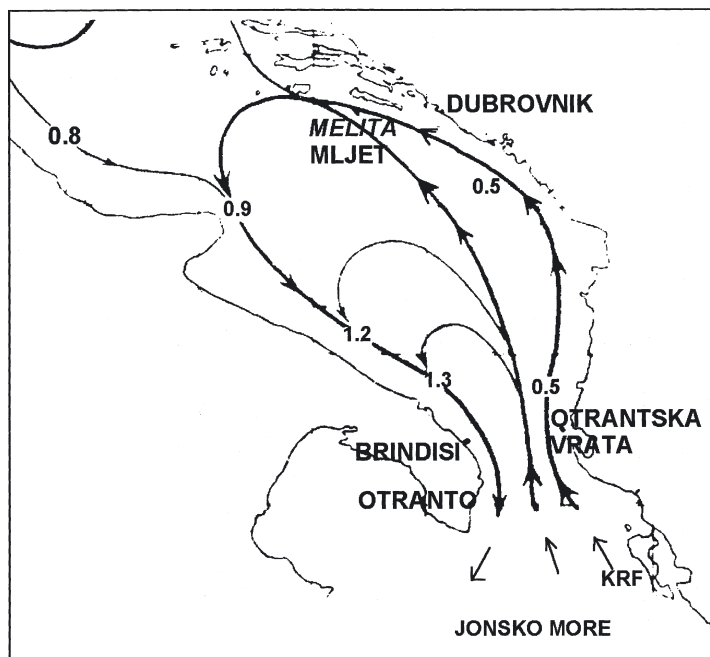 DUBROVNIK
MELITA
MLJET
0.8
0.5
0.9
1.2
1.3
0.5
OTRANTSKA
VRATA
BRINDISI
OTRANTO
KRF
JONSKO MORE